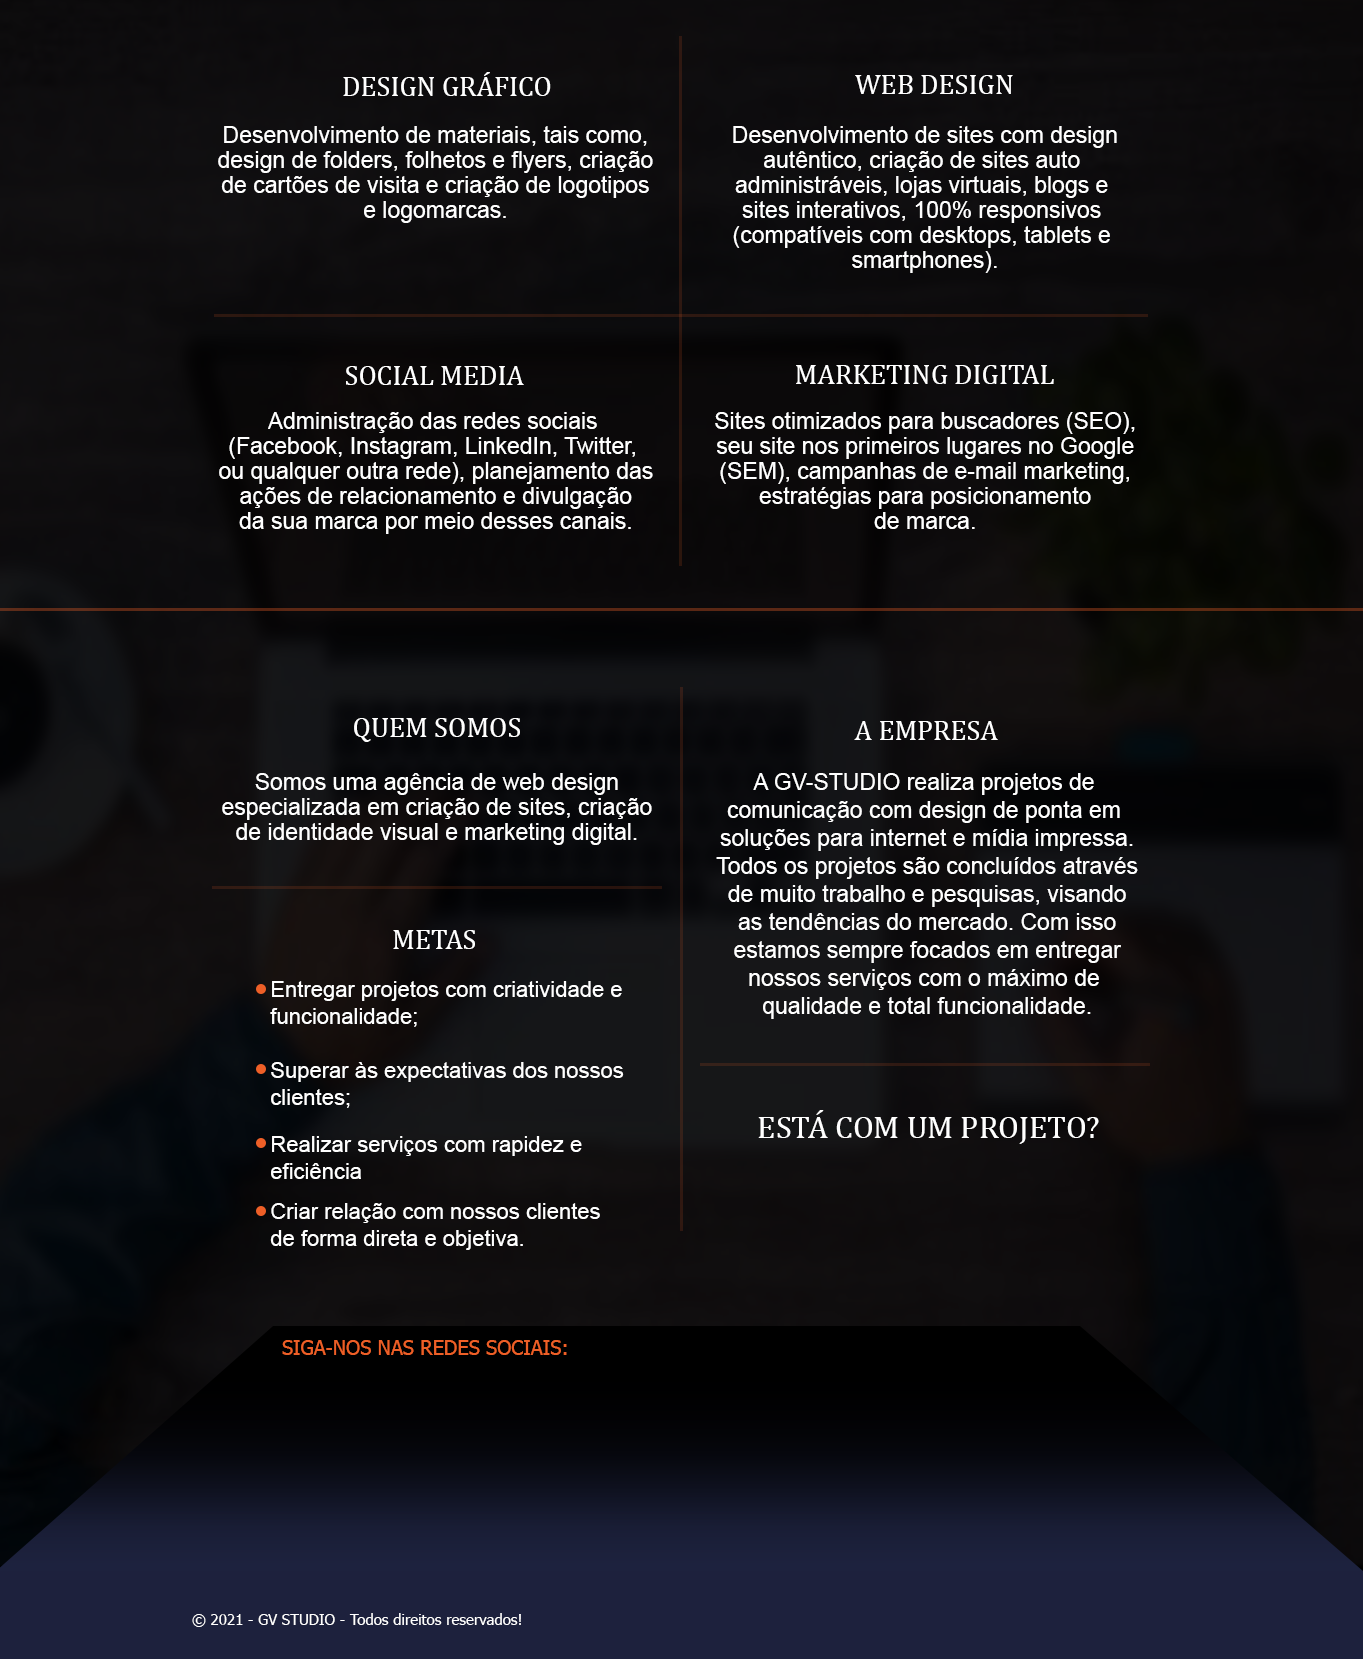 DESIGN GRÁFICO
Desenvolvimento de materiais, tais como,
design de folders, folhetos e flyers, criação
de cartões de visita e criação de logotipos
e logomarcas.
WEB DESIGN
Desenvolvimento de sites com design
autêntico, criação de sites auto
administráveis, lojas virtuais, blogs e
sites interativos, 100% responsivos
(compatíveis com desktops, tablets e
smartphones).
SOCIAL MEDIA
Administração das redes sociais
(Facebook, Instagram, LinkedIn, Twitter,
ou qualquer outra rede), planejamento das
ações de relacionamento e divulgação
da sua marca por meio desses canais.
MARKETING DIGITAL
Sites otimizados para buscadores (SEO),
seu site nos primeiros lugares no Google
(SEM), campanhas de e-mail marketing,
estratégias para posicionamento
de marca.
QUEM SOMOS
Somos uma agência de web design
especializada em criação de sites, criação
de identidade visual e marketing digital.
METAS
Entregar projetos com criatividade e
funcionalidade;
Superar às expectativas dos nossos
clientes;
Realizar serviços com rapidez e
eficiência
Criar relação com nossos clientes
de forma direta e objetiva.
A EMPRESA
A GV-STUDIO realiza projetos de
comunicação com design de ponta em
soluções para internet e mídia impressa.
Todos os projetos são concluídos através
de muito trabalho e pesquisas, visando
as tendências do mercado. Com isso
estamos sempre focados em entregar
nossos serviços com o máximo de
qualidade e total funcionalidade.
ESTÁ COM UM PROJETO?
SIGA-NOS NAS REDES SOCIAIS:
© 2021 - GV STUDIO - Todos direitos reservados!